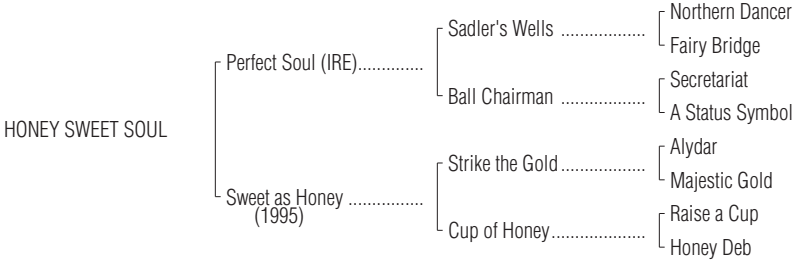 Northern Dancer
Sadler's Wells ...................
Fairy Bridge
Perfect Soul (IRE)..............
Secretariat
Ball Chairman ...................
A Status Symbol
HONEY SWEET SOUL
Alydar
Strike the Gold ...................
Majestic Gold
Sweet as Honey ................
(1995)
Raise a Cup
Cup of Honey.....................
Honey Deb